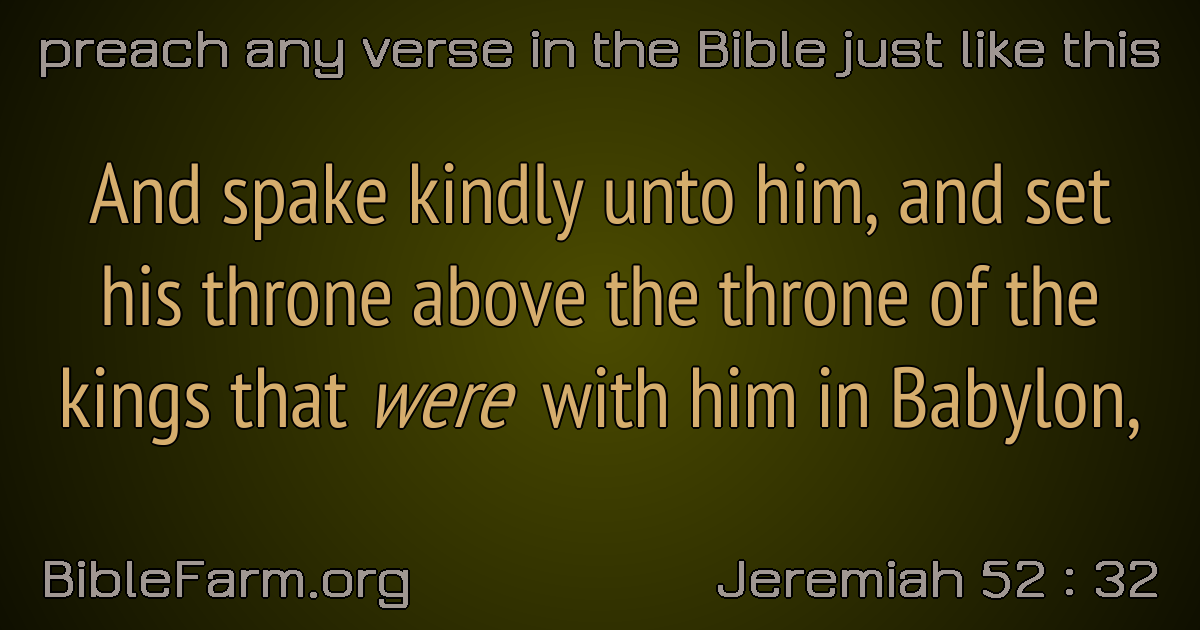 preach any verse in the Bible just like this
And spake kindly unto him, and set
his throne above the throne of the
kings that were with him in Babylon,
BibleFarm.org
Jeremiah 52 : 32